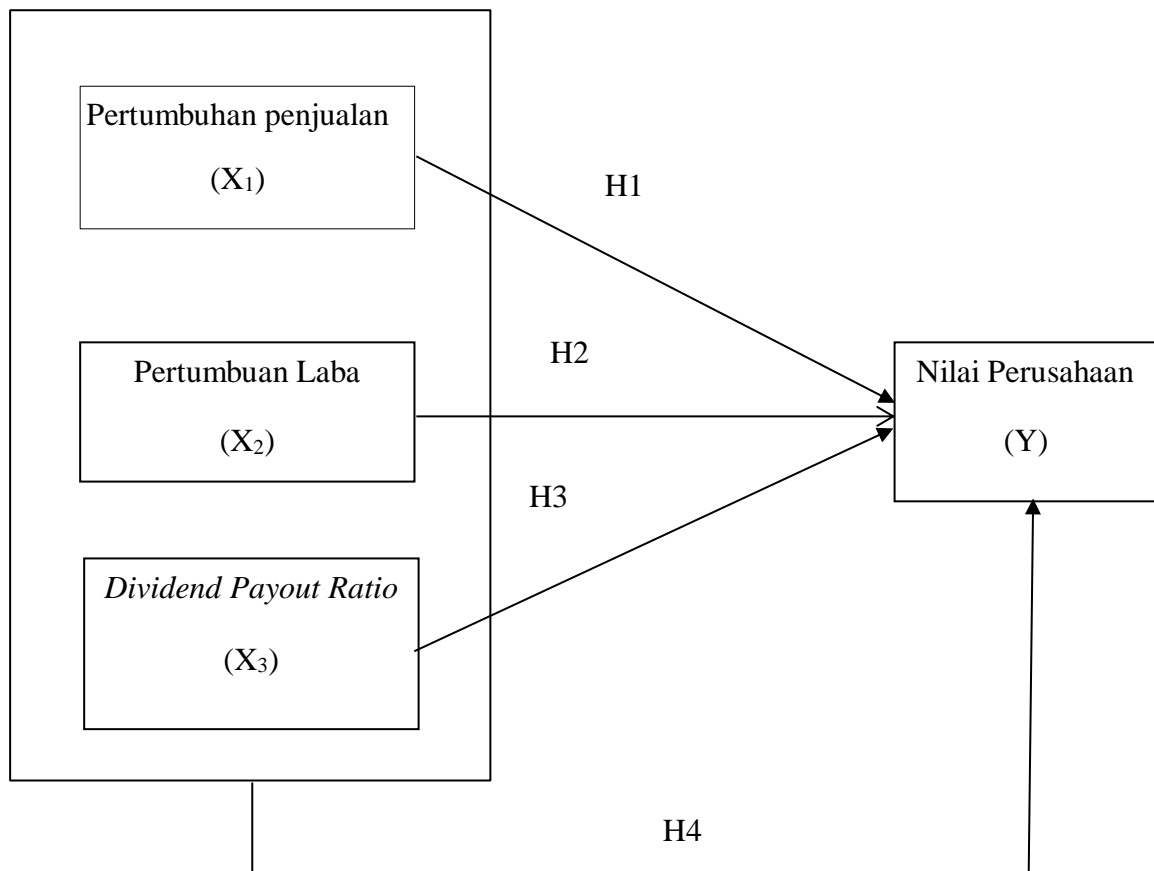 Pertumbuhan penjualan
(X₁)
H1
H2
Pertumbuan Laba
(X₂)
Nilai Perusahaan
(Y)
H3
Dividend Payout Ratio
(X₃)
H4